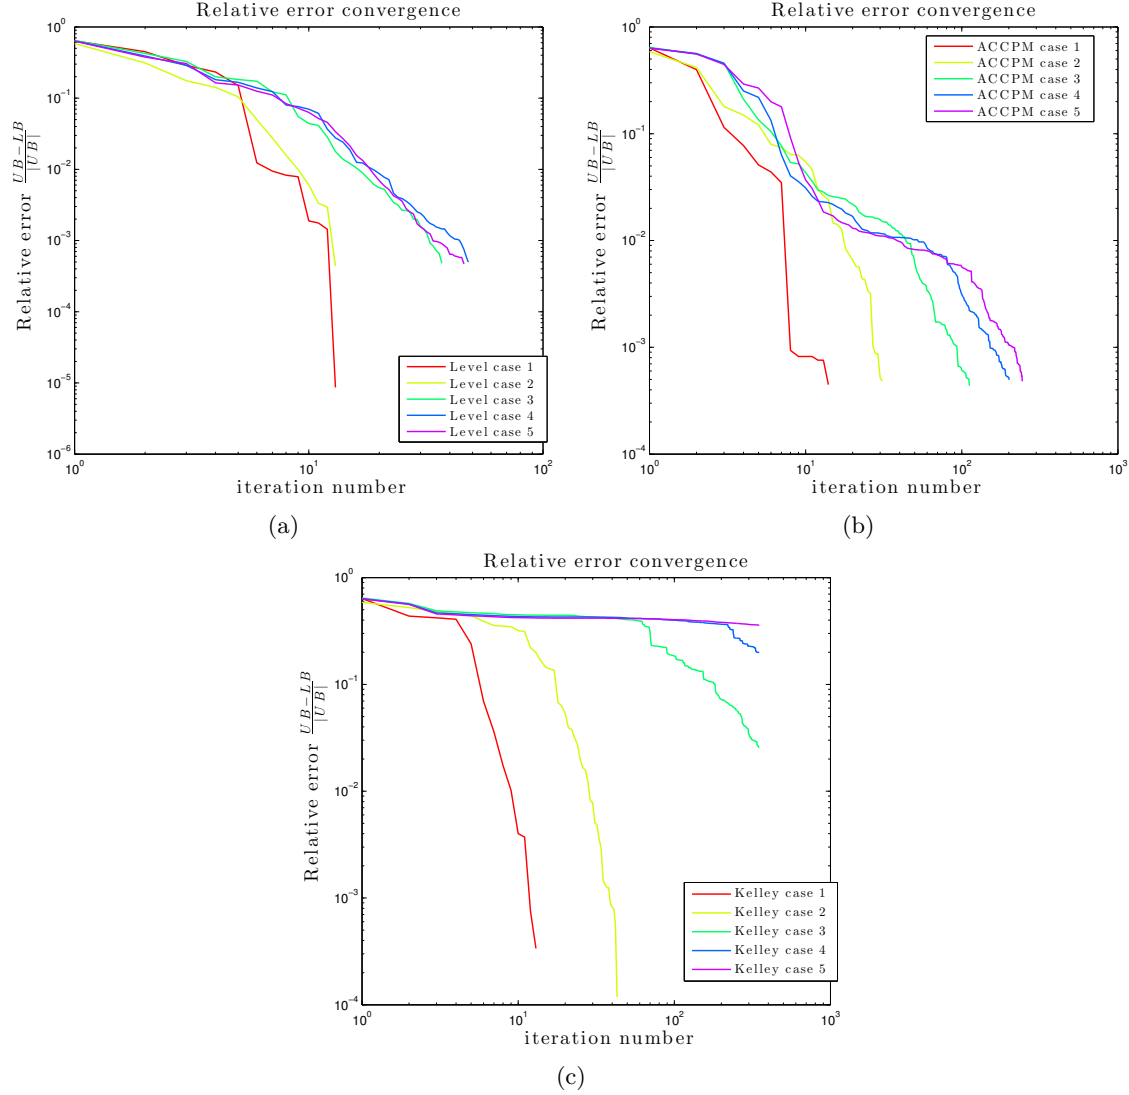 Relative error convergence
Relative error \frac{UB-LB}{|UB|}
10^0
10^{-1}
10^{-2}
10^{-3}
10^{-4}
10^{-5}
10^{-6}
Level case 1
Level case 2
Level case 3
Level case 4
Level case 5
10^0
10^1
10^2
iteration number
(a)
Relative error convergence
Relative error \frac{UB-LB}{|UB|}
10^0
10^{-1}
10^{-2}
10^{-3}
10^{-4}
ACCPM case 1
ACCPM case 2
ACCPM case 3
ACCPM case 4
ACCPM case 5
10^0
10^1
10^2
10^3
iteration number
(b)
Relative error convergence
Relative error \frac{UB-LB}{|UB|}
10^0
10^{-1}
10^{-2}
10^{-3}
10^{-4}
Kelley case 1
Kelley case 2
Kelley case 3
Kelley case 4
Kelley case 5
10^0
10^1
10^2
10^3
iteration number
(c)